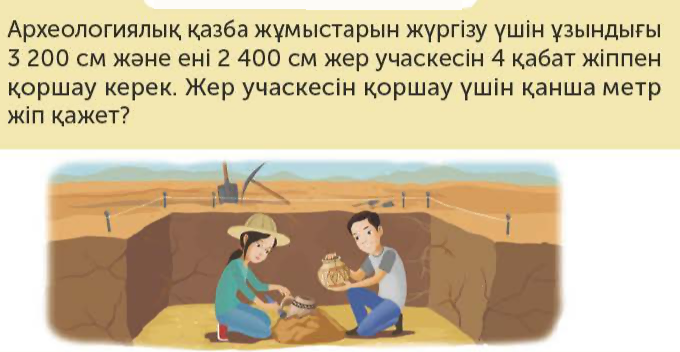 Археологиялық қазба жұмыстарын жүргізу үшін ұзындығы
3 200 см және ені 2 400 см жер учаскесін 4 қабат жіппен
қоршау керек. Жер учаскесін қоршау үшін қанша метр
жіп қажет?